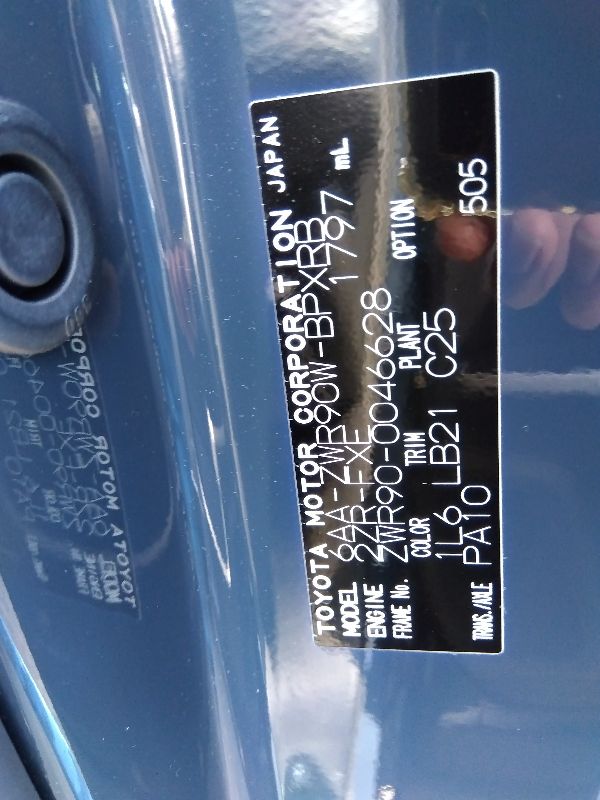 TOYOTA MOTOR CORPORATION JAPAN
MODEL 6AA-ZWR90W-BPXRB
ENGINE 2ZR-FXE 1797 mL
FRAME No. ZWR90-0046628
COLOR TRIM PLANT OPTION
1L6 LB21 C25
TRANS./AXLE PA10 505